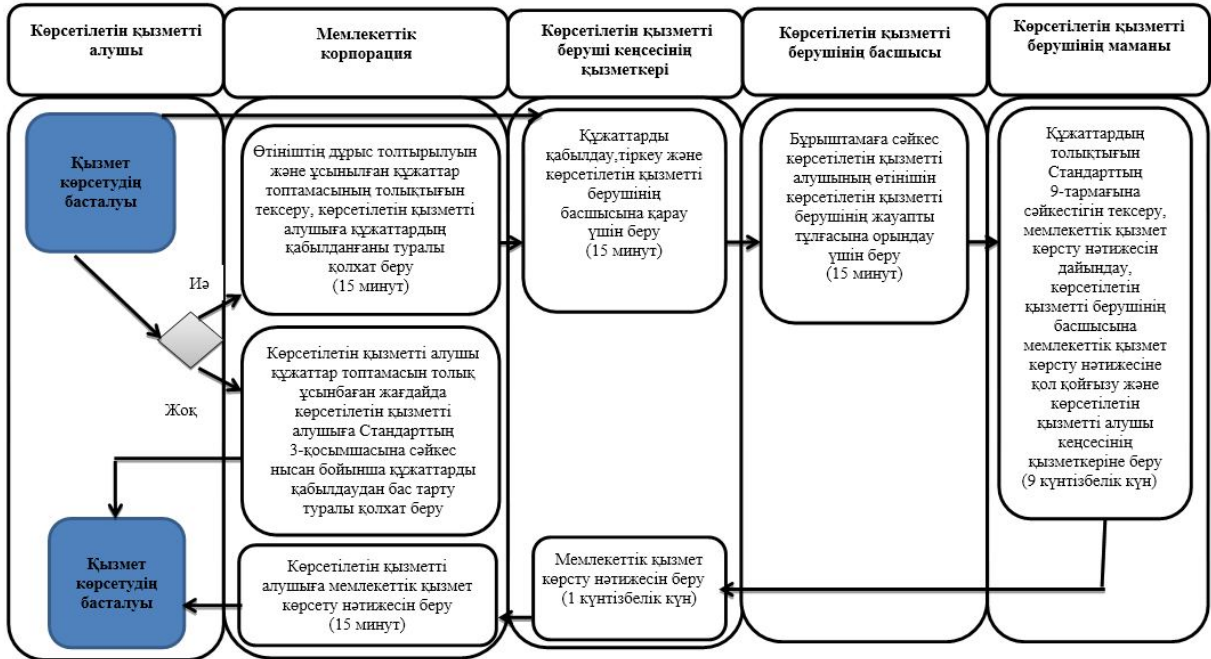 Көрсетілетін қызметті
алушы
Мемлекеттік
корпорация
Көрсетілетін қызметті
беруші кеңсесінің
қызметкері
Көрсетілетін қызметті
берушінің басшысы
Көрсетілетін қызметті
берушінің маманы
Қызмет
көрсетудің
басталуы
Иә
Жоқ
Өтініштің дұрыс толтырылуын
және ұсынылған құжаттар
топтамасының толықтығын
тексеру, көрсетілетін қызметті
алушыға құжаттардың
қабылданғаны туралы
қолхат беру
(15 минут)
Көрсетілетін қызметті алушы
құжаттар топтамасын толық
ұсынбаған жағдайда
көрсетілетін қызметті
алушыға Стандарттың
3-қосымшасына сәйкес
нысан бойынша құжаттарды
қабылдаудан бас тарту
туралы қолхат беру
Құжаттарды
қабылдау,тіркеу және
көрсетілетін қызметті
берушінің
басшысына қарау
үшін беру
(15 минут)
Бұрыштамаға сәйкес
көрсетілетін қызметті
алушының өтінішін
көрсетілетін қызметті
берушінің жауапты
тұлғасына орындау
үшін беру
(15 минут)
Құжаттардың
толықтығын
Стандарттың
9-тармағына
сәйкестігін тексеру,
мемлекеттік қызмет
көрсту нәтижесін
дайындау,
көрсетілетін
қызметті берушінің
басшысына
мемлекеттік қызмет
көрсту нәтижесіне
қол қойғызу және
көрсетілетін
қызметті алушы
кеңсесінің
қызметкеріне беру
(9 күнтізбелік күн)
Мемлекеттік қызмет
көрсту нәтижесін беру
(1 күнтізбелік күн)
Көрсетілетін қызметті
алушыға мемлекеттік қызмет
көрсету нәтижесін беру
(15 минут)
Қызмет
көрсетудің
басталуы